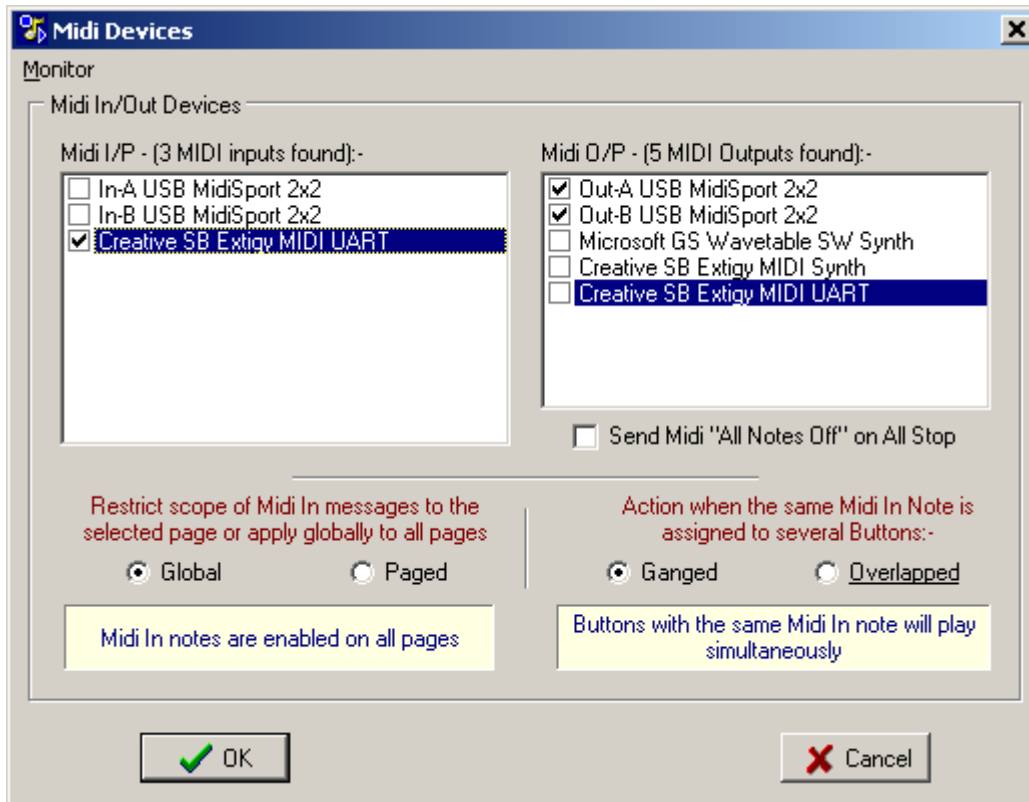 Midi Devices
Monitor
Midi In/Out Devices
Midi I/P - (3 MIDI inputs found):-
In-A USB MidiSport 2x2
In-B USB MidiSport 2x2
Creative SB Extigy MIDI UART
Midi O/P - (5 MIDI Outputs found):-
Out-A USB MidiSport 2x2
Out-B USB MidiSport 2x2
Microsoft GS Wavetable SW Synth
Creative SB Extigy MIDI Synth
Creative SB Extigy MIDI UART
Send Midi "All Notes Off" on All Stop
Restrict scope of Midi In messages to the
selected page or apply globally to all pages
Global
Paged
Midi In notes are enabled on all pages
Action when the same Midi In Note is
assigned to several Buttons:-
Ganged
Overlapped
Buttons with the same Midi In note will play
simultaneously
OK
Cancel